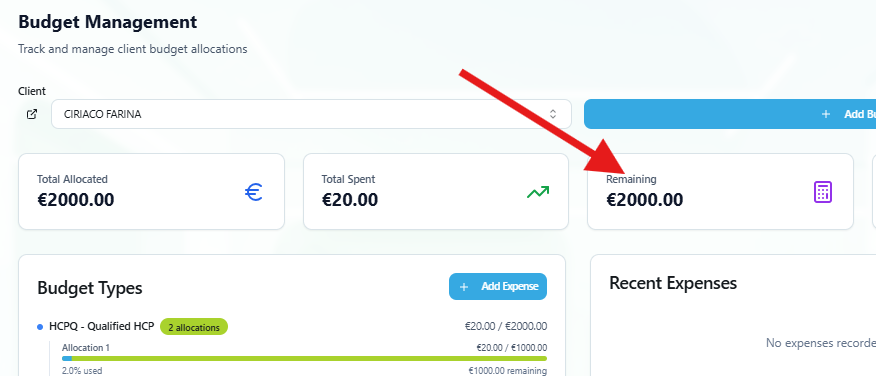 Budget Management
Track and manage client budget allocations
Client
CIRIACO FARINA
+ Add
Total Allocated
€2000.00
Total Spent
€20.00
Remaining
€2000.00
Budget Types
+ Add Expense
HCPQ - Qualified HCP 2 allocations €20.00 / €2000.00
Allocation 1 €20.00 / €1000.00
2.0% used €1000.00 remaining
Recent Expenses
No expenses